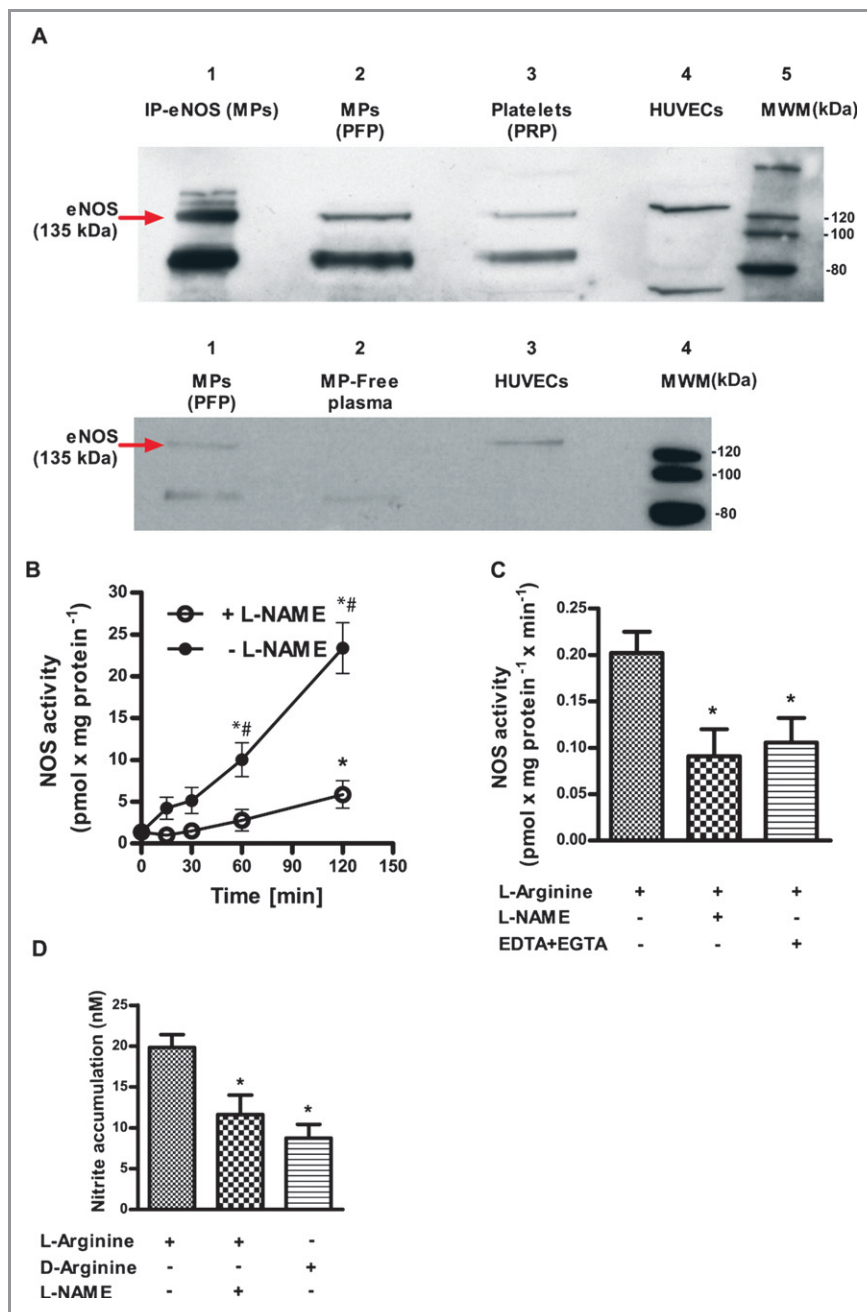 A
1 2 3 4 5
IP-eNOS (MPs) MPs (PFP) Platelets (PRP) HUVECs MWM(kDa)
eNOS
(135 kDa)
-120
-100
-80
1 2 3 4
MPs (PFP) MP-Free plasma HUVECs MWM(kDa)
eNOS
(135 kDa)
-120
-100
-80
B
NOS activity
(pmol x mg protein⁻¹)
30
25
20
15
10
5
0
+ L-NAME
- L-NAME
*#
*#
*
0 30 60 90 120 150
Time [min]
C
NOS activity
(pmol x mg protein⁻¹ x min⁻¹)
0.25
0.20
0.15
0.10
0.05
0.00
* *
L-Arginine + + +
L-NAME - + -
EDTA+EGTA - - +
D
Nitrite accumulation (nM)
25
20
15
10
5
0
* *
L-Arginine + + -
D-Arginine - - +
L-NAME - + -